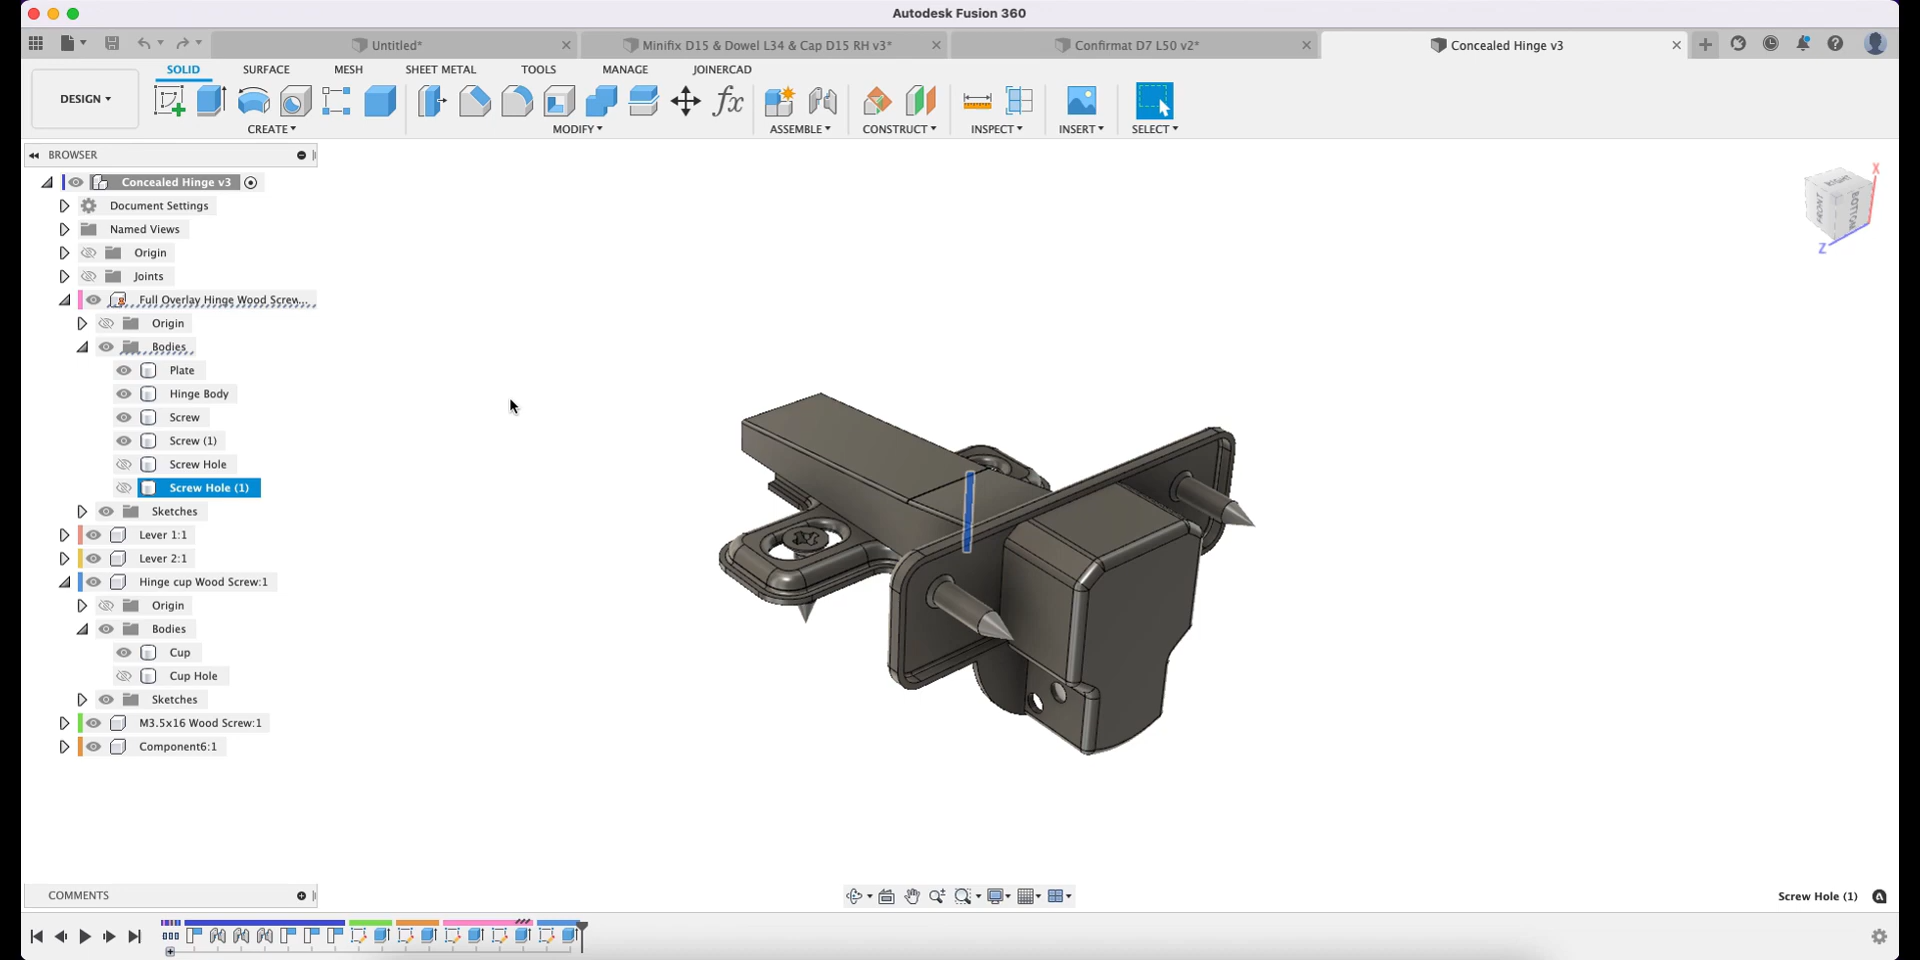 Autodesk Fusion 360
Untitled*
Minifix D15 & Dowel L34 & Cap D15 RH v3*
Confirmat D7 L50 v2*
Concealed Hinge v3
DESIGN
SOLID SURFACE MESH SHEET METAL TOOLS MANAGE JOINERCAD
fx
CREATE MODIFY ASSEMBLE CONSTRUCT INSPECT INSERT SELECT
BROWSER
Concealed Hinge v3
Document Settings
Named Views
Origin
Joints
Full Overlay Hinge Wood Screw...
Origin
Bodies
Plate
Hinge Body
Screw
Screw (1)
Screw Hole
Screw Hole (1)
Sketches
Lever 1:1
Lever 2:1
Hinge cup Wood Screw:1
Origin
Bodies
Cup
Cup Hole
Sketches
M3.5x16 Wood Screw:1
Component6:1
X
RIGHT
FRONT
BOTTOM
Z
COMMENTS
Screw Hole (1)